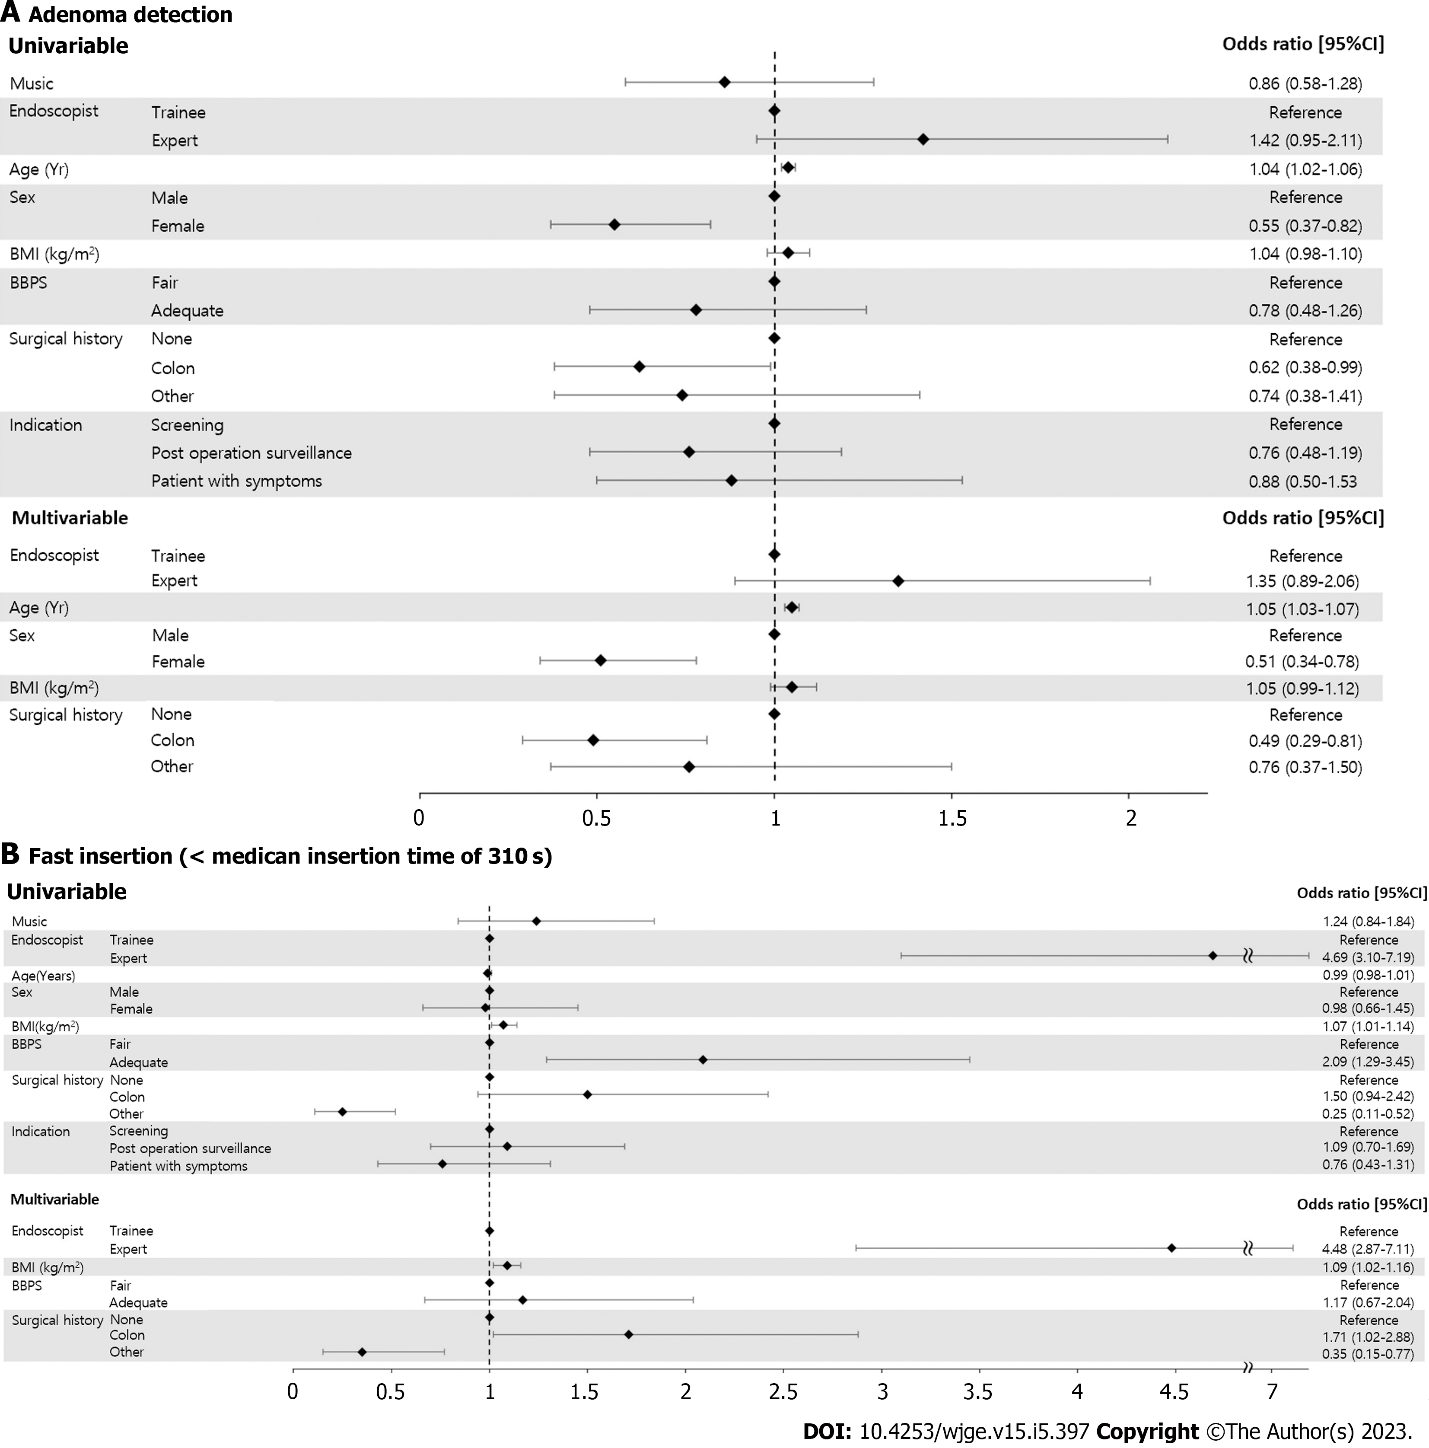 A Adenoma detection
Univariable Odds ratio [95%CI]
Music 0.86 (0.58-1.28)
Endoscopist Trainee Reference
Expert 1.42 (0.95-2.11)
Age (Yr) 1.04 (1.02-1.06)
Sex Male Reference
Female 0.55 (0.37-0.82)
BMI (kg/m²) 1.04 (0.98-1.10)
BBPS Fair Reference
Adequate 0.78 (0.48-1.26)
Surgical history None Reference
Colon 0.62 (0.38-0.99)
Other 0.74 (0.38-1.41)
Indication Screening Reference
Post operation surveillance 0.76 (0.48-1.19)
Patient with symptoms 0.88 (0.50-1.53
Multivariable Odds ratio [95%CI]
Endoscopist Trainee Reference
Expert 1.35 (0.89-2.06)
Age (Yr) 1.05 (1.03-1.07)
Sex Male Reference
Female 0.51 (0.34-0.78)
BMI (kg/m²) 1.05 (0.99-1.12)
Surgical history None Reference
Colon 0.49 (0.29-0.81)
Other 0.76 (0.37-1.50)
0 0.5 1 1.5 2
B Fast insertion (< medican insertion time of 310 s)
Univariable Odds ratio [95%CI]
Music 1.24 (0.84-1.84)
Endoscopist Trainee Reference
Expert 4.69 (3.10-7.19)
Age(Years) 0.99 (0.98-1.01)
Sex Male Reference
Female 0.98 (0.66-1.45)
BMI(kg/m²) 1.07 (1.01-1.14)
BBPS Fair Reference
Adequate 2.09 (1.29-3.45)
Surgical history None Reference
Colon 1.50 (0.94-2.42)
Other 0.25 (0.11-0.52)
Indication Screening Reference
Post operation surveillance 1.09 (0.70-1.69)
Patient with symptoms 0.76 (0.43-1.31)
Multivariable Odds ratio [95%CI]
Endoscopist Trainee Reference
Expert 4.48 (2.87-7.11)
BMI (kg/m²) 1.09 (1.02-1.16)
BBPS Fair Reference
Adequate 1.17 (0.67-2.04)
Surgical history None Reference
Colon 1.71 (1.02-2.88)
Other 0.35 (0.15-0.77)
0 0.5 1 1.5 2 2.5 3 3.5 4 4.5 7
DOI: 10.4253/wjge.v15.i5.397 Copyright ©The Author(s) 2023.